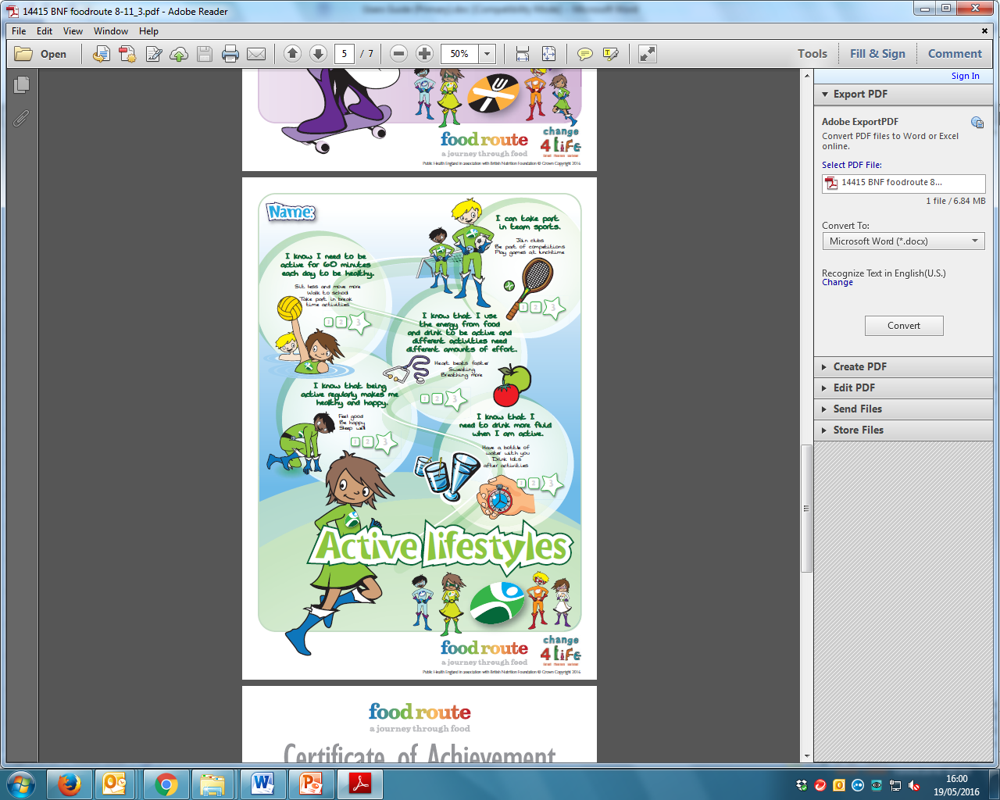 14415 BNF foodroute 8-11_3.pdf - Adobe Reader
File Edit View Window Help
Open 5 / 7 50% Tools Fill & Sign Comment
Sign In
Export PDF
Adobe ExportPDF
Convert PDF files to Word or Excel
online.
Select PDF File:
14415 BNF foodroute 8...
1 file / 6.84 MB
Convert To:
Microsoft Word (*.docx)
Recognize Text in English(U.S.)
Change
Convert
Create PDF
Edit PDF
Send Files
Store Files
food route
a journey through food
change
4 Life
Public Health England in association with British Nutrition Foundation © Crown Copyright 2016
Name:
I can take part
in team sports.
Join clubs
Be part of competitions
Play games at lunchtime
1 2 3
I know I need to be
active for 60 minutes
each day to be healthy.
Sit less and move more
Walk to school
Take part in break
time activities
1 2 3
I know that I use
the energy from food
and drink to be active and
different activities need
different amounts of effort.
Heart beats faster
Sweating
Breathing more
1 2 3
I know that being
active regularly makes me
healthy and happy.
Feel good
Be happy
Sleep well
1 2 3
I know that I
need to drink more fluid
when I am active.
Have a bottle of
water with you
Drink lots
after activities
1 2 3
Active lifestyles
food route
a journey through food
change
4 Life
Public Health England in association with British Nutrition Foundation © Crown Copyright 2016
food route
a journey through food
Certificate of Achievement
16:00
19/05/2016